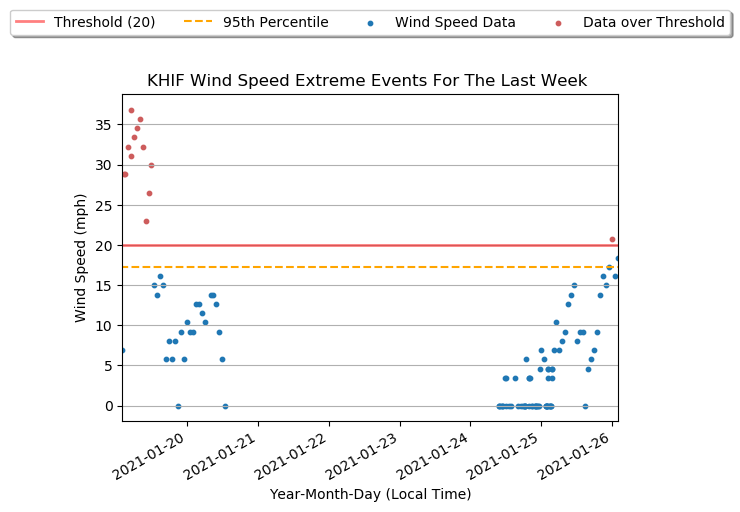 Threshold (20) 95th Percentile Wind Speed Data Data over Threshold
KHIF Wind Speed Extreme Events For The Last Week
Wind Speed (mph)
35
30
25
20
15
10
5
0
2021-01-20 2021-01-21 2021-01-22 2021-01-23 2021-01-24 2021-01-25 2021-01-26
Year-Month-Day (Local Time)